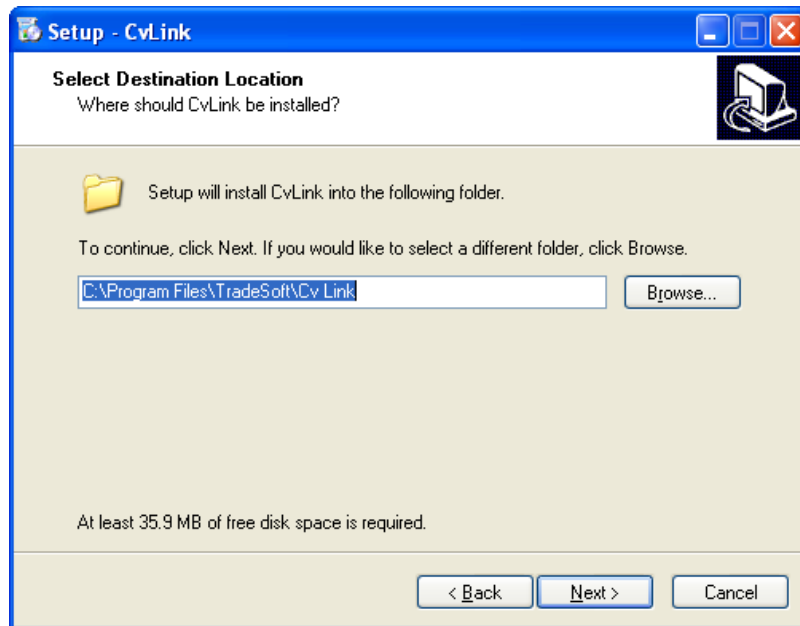 Setup - CvLink
Select Destination Location
Where should CvLink be installed?
Setup will install CvLink into the following folder.
To continue, click Next. If you would like to select a different folder, click Browse.
C:\Program Files\TradeSoft\Cv Link
Browse...
At least 35.9 MB of free disk space is required.
< Back
Next >
Cancel